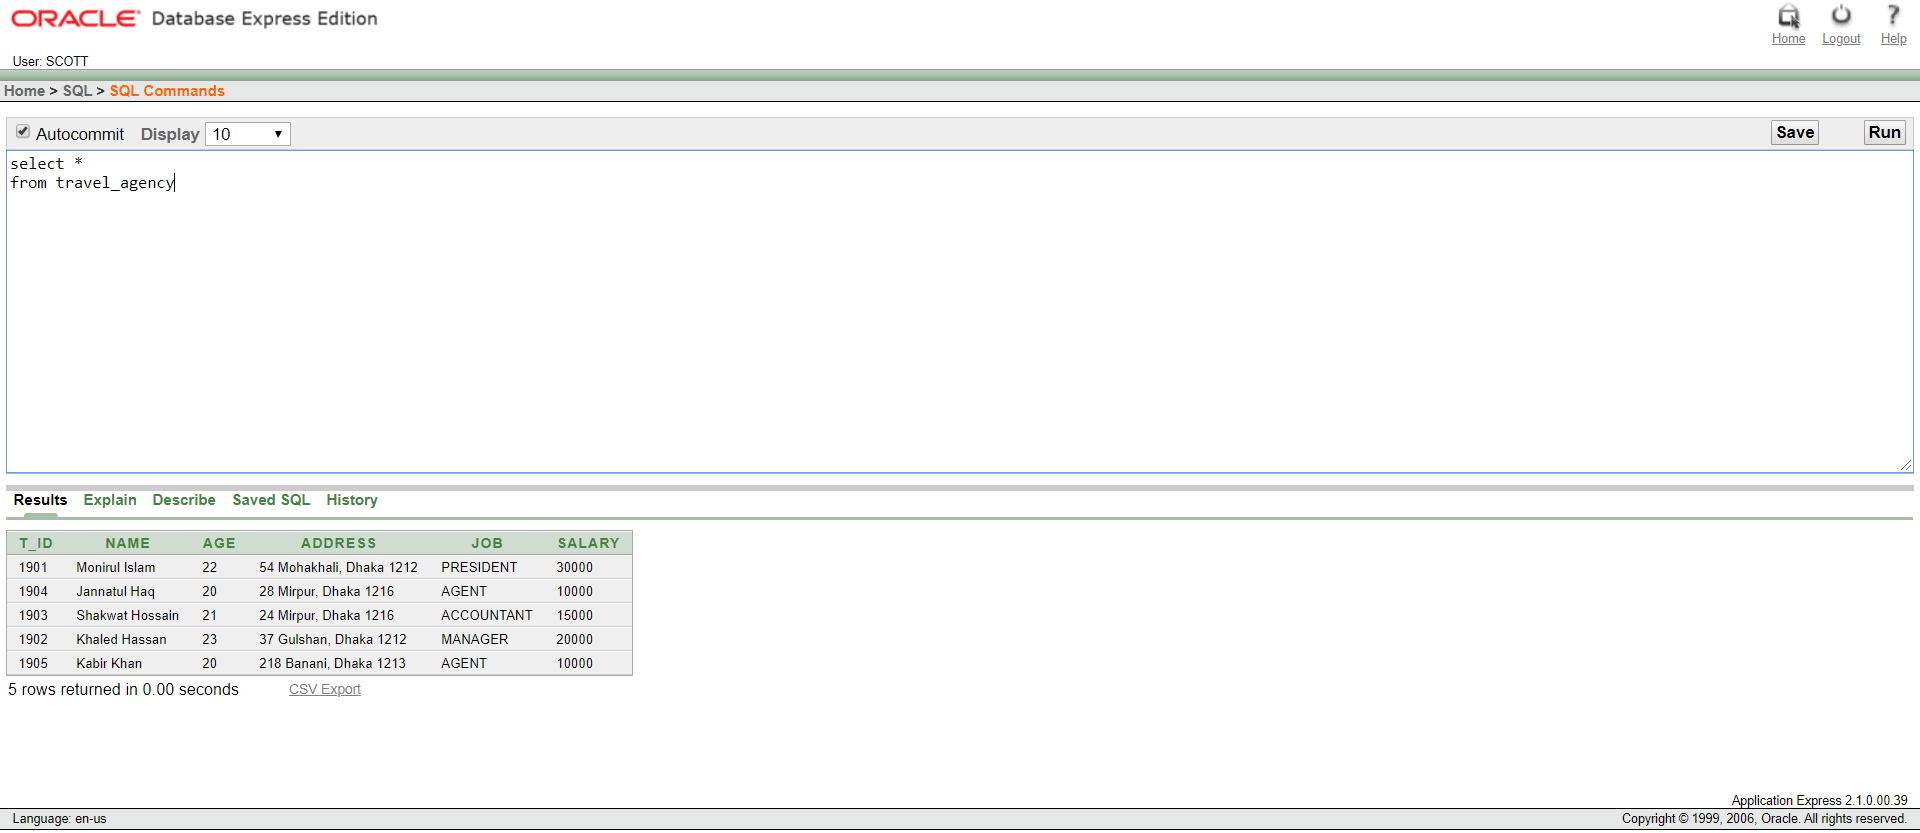 ORACLE Database Express Edition
Home Logout Help
User: SCOTT
Home > SQL > SQL Commands
Autocommit Display 10 Save Run
select *
from travel_agency
Results Explain Describe Saved SQL History
T_ID NAME AGE ADDRESS JOB SALARY
1901 Monirul Islam 22 54 Mohakhali, Dhaka 1212 PRESIDENT 30000
1904 Jannatul Haq 20 28 Mirpur, Dhaka 1216 AGENT 10000
1903 Shakwat Hossain 21 24 Mirpur, Dhaka 1216 ACCOUNTANT 15000
1902 Khaled Hassan 23 37 Gulshan, Dhaka 1212 MANAGER 20000
1905 Kabir Khan 20 218 Banani, Dhaka 1213 AGENT 10000
5 rows returned in 0.00 seconds CSV Export
Application Express 2.1.0.00.39
Language: en-us Copyright © 1999, 2006, Oracle. All rights reserved.